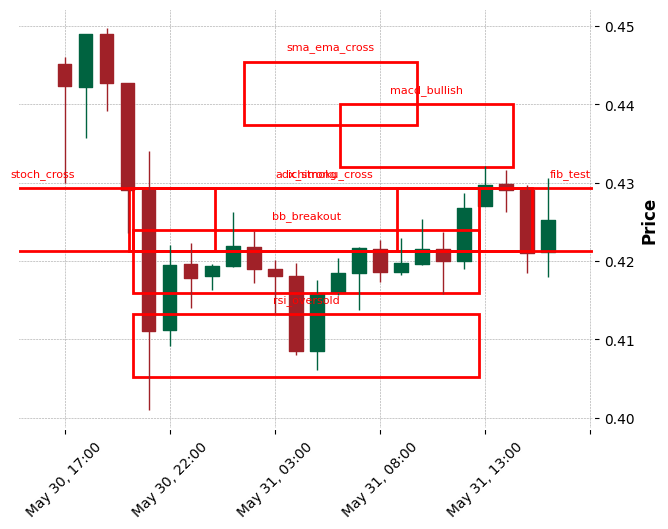 0.45
sma_ema_cross
macd_bullish
0.44
stoch_cross
fib_test
0.43
bb_breakout
Price
0.42
0.41
0.40
May 30, 17:00
May 30, 22:00
May 31, 03:00
May 31, 08:00
May 31, 13:00